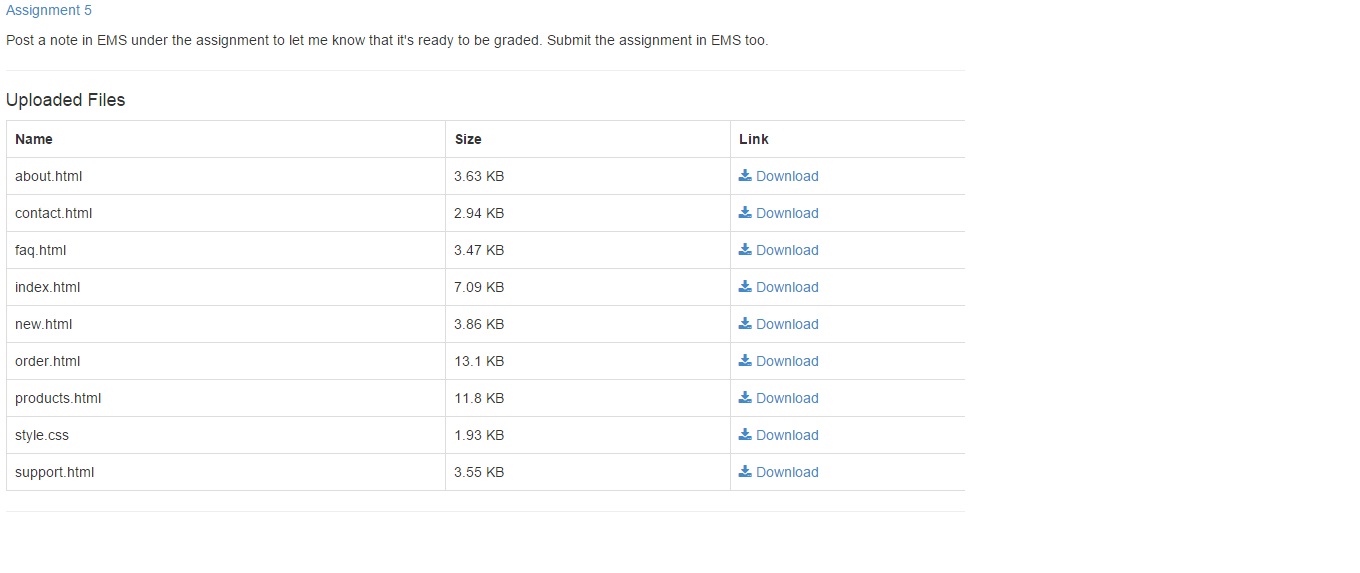 Assignment 5
Post a note in EMS under the assignment to let me know that it's ready to be graded. Submit the assignment in EMS too.
Uploaded Files
Name Size Link
about.html 3.63 KB Download
contact.html 2.94 KB Download
faq.html 3.47 KB Download
index.html 7.09 KB Download
new.html 3.86 KB Download
order.html 13.1 KB Download
products.html 11.8 KB Download
style.css 1.93 KB Download
support.html 3.55 KB Download